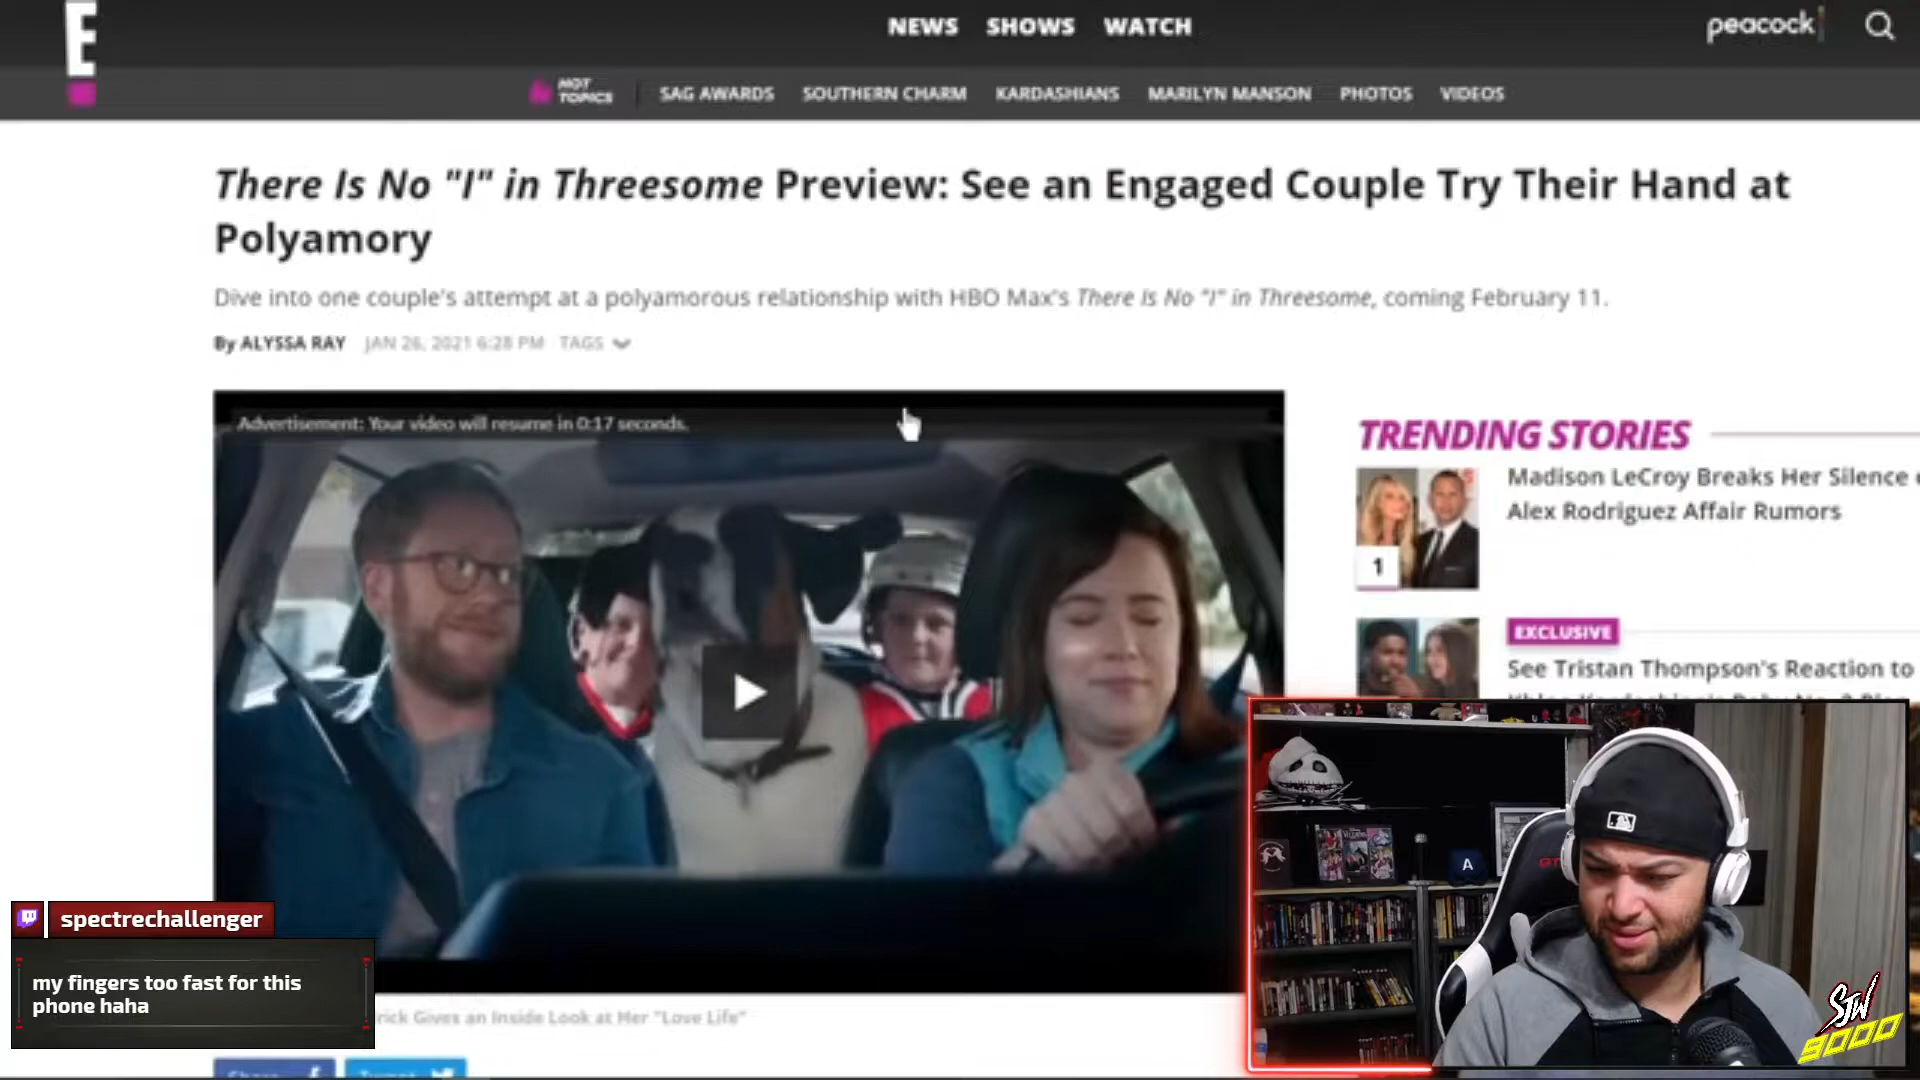 E
NEWS SHOWS WATCH
peacock
HOT TOPICS
SAG AWARDS SOUTHERN CHARM KARDASHIANS MARILYN MANSON PHOTOS VIDEOS
There Is No "I" in Threesome Preview: See an Engaged Couple Try Their Hand at
Polyamory
Dive into one couple's attempt at a polyamorous relationship with HBO Max's There Is No "I" in Threesome, coming February 11.
By ALYSSA RAY JAN 26, 2021 6:28 PM TAGS
Advertisement: Your video will resume in 0:17 seconds.
TRENDING STORIES
Madison LeCroy Breaks Her Silence
Alex Rodriguez Affair Rumors
1
EXCLUSIVE
See Tristan Thompson's Reaction to
spectrechallenger
my fingers too fast for this
phone haha
rick Gives an Inside Look at Her "Love Life"
Share
Tweet
A
SJW
9000